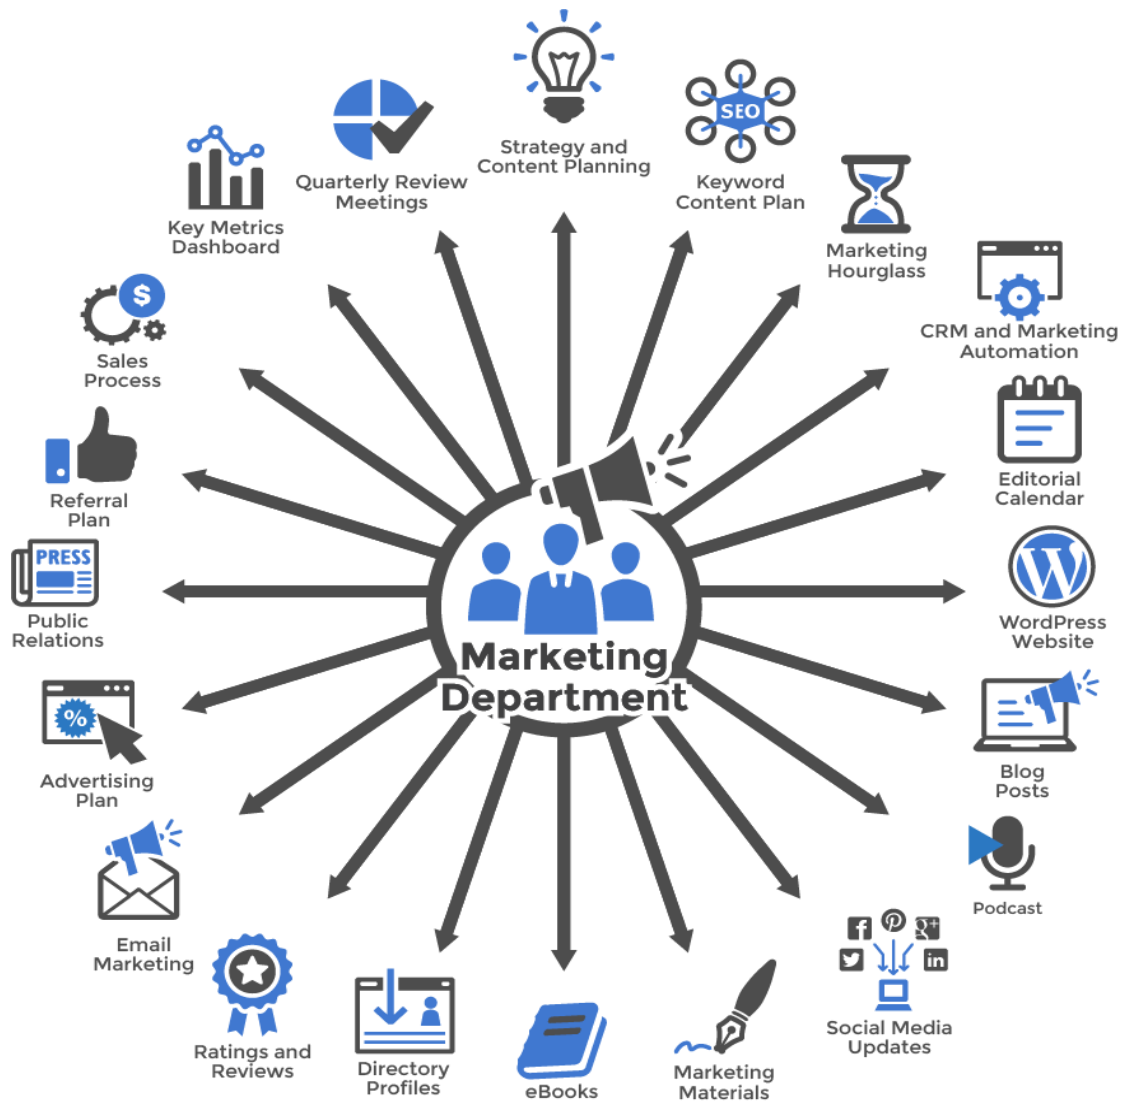 Strategy and
Content Planning
SEO
Keyword
Content Plan
Marketing
Hourglass
CRM and Marketing
Automation
Editorial
Calendar
WordPress
Website
Blog
Posts
Podcast
Social Media
Updates
Marketing
Materials
eBooks
Directory
Profiles
Ratings and
Reviews
Email
Marketing
%
Advertising
Plan
PRESS
Public
Relations
Referral
Plan
$
Sales
Process
Key Metrics
Dashboard
Quarterly Review
Meetings
Marketing
Department
W
f
g+
in